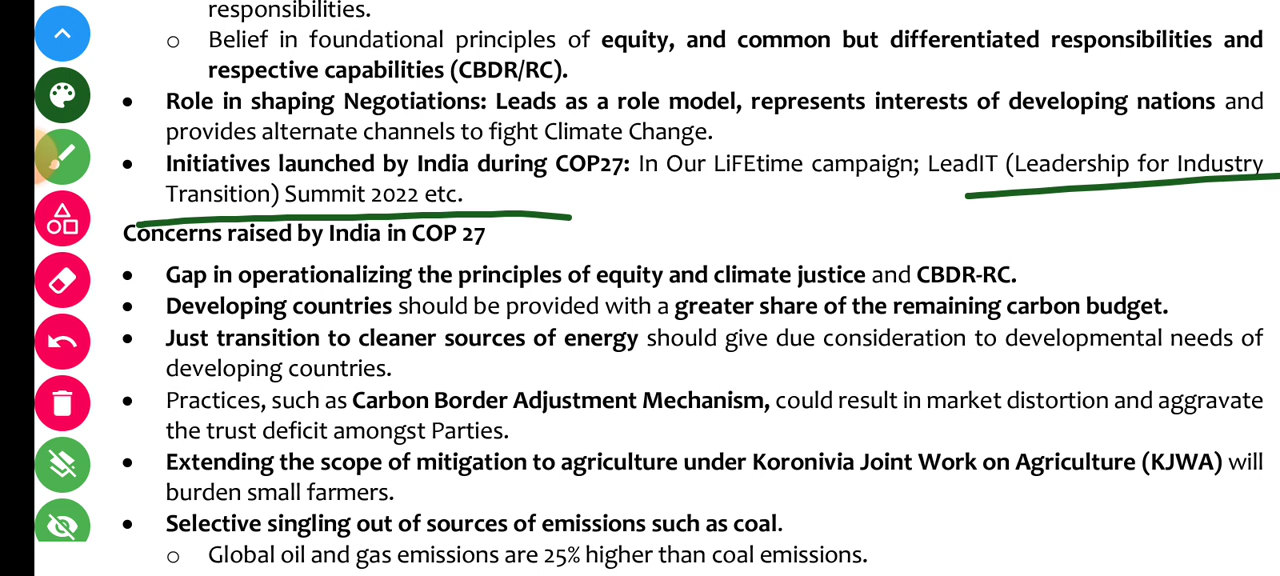 responsibilities.
o Belief in foundational principles of equity, and common but differentiated responsibilities and
respective capabilities (CBDR/RC).
• Role in shaping Negotiations: Leads as a role model, represents interests of developing nations and
provides alternate channels to fight Climate Change.
• Initiatives launched by India during COP27: In Our LiFEtime campaign; LeadIT (Leadership for Industry
Transition) Summit 2022 etc.
Concerns raised by India in COP 27
• Gap in operationalizing the principles of equity and climate justice and CBDR-RC.
• Developing countries should be provided with a greater share of the remaining carbon budget.
• Just transition to cleaner sources of energy should give due consideration to developmental needs of
developing countries.
• Practices, such as Carbon Border Adjustment Mechanism, could result in market distortion and aggravate
the trust deficit amongst Parties.
• Extending the scope of mitigation to agriculture under Koronivia Joint Work on Agriculture (KJWA) will
burden small farmers.
• Selective singling out of sources of emissions such as coal.
o Global oil and gas emissions are 25% higher than coal emissions.